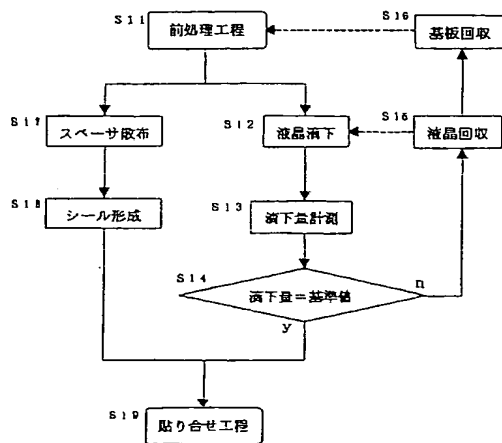 S11
前処理工程
S16
基板回収
S17
スペーサ散布
S12
液晶滴下
S15
液晶回収
S18
シール形成
S13
滴下量計測
S14
滴下量=基準値
n
y
S19
貼り合せ工程